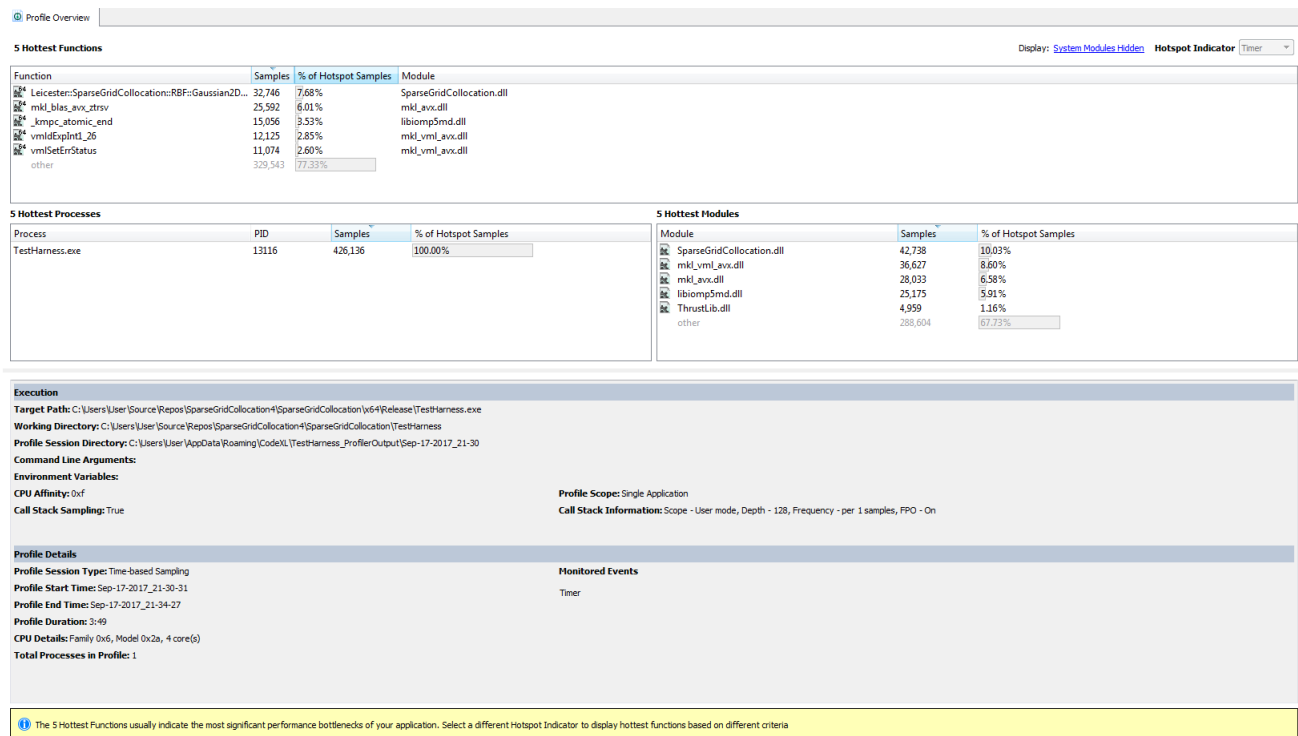 Profile Overview
5 Hottest Functions
Display: System Modules Hidden Hotspot Indicator Timer
Function Samples % of Hotspot Samples Module
Leicester::SparseGridCollocation::RBF::Gaussian2D... 32,746 7.68% SparseGridCollocation.dll
mkl_blas_avx_ztrsv 25,592 6.01% mkl_avx.dll
_kmpc_atomic_end 15,056 3.53% libiomp5md.dll
vmldExpInt1_26 12,125 2.85% mkl_vml_avx.dll
vmlSetErrStatus 11,074 2.60% mkl_vml_avx.dll
other 329,543 77.33%
5 Hottest Processes
Process PID Samples % of Hotspot Samples
TestHarness.exe 13116 426,136 100.00%
5 Hottest Modules
Module Samples % of Hotspot Samples
SparseGridCollocation.dll 42,738 10.03%
mkl_vml_avx.dll 36,627 8.60%
mkl_avx.dll 28,033 6.58%
libiomp5md.dll 25,175 5.91%
ThrustLib.dll 4,959 1.16%
other 288,604 67.73%
Execution
Target Path: C:\Users\User\Source\Repos\SparseGridCollocation4\SparseGridCollocation\x64\Release\TestHarness.exe
Working Directory: C:\Users\User\Source\Repos\SparseGridCollocation4\SparseGridCollocation\TestHarness
Profile Session Directory: C:\Users\User\AppData\Roaming\CodeXL\TestHarness_ProfilerOutput\Sep-17-2017_21-30
Command Line Arguments:
Environment Variables:
CPU Affinity: 0xf
Profile Scope: Single Application
Call Stack Sampling: True
Call Stack Information: Scope - User mode, Depth - 128, Frequency - per 1 samples, FPO - On
Profile Details
Profile Session Type: Time-based Sampling
Monitored Events
Profile Start Time: Sep-17-2017_21-30-31
Timer
Profile End Time: Sep-17-2017_21-34-27
Profile Duration: 3:49
CPU Details: Family 0x6, Model 0x2a, 4 core(s)
Total Processes in Profile: 1
The 5 Hottest Functions usually indicate the most significant performance bottlenecks of your application. Select a different Hotspot Indicator to display hottest functions based on different criteria